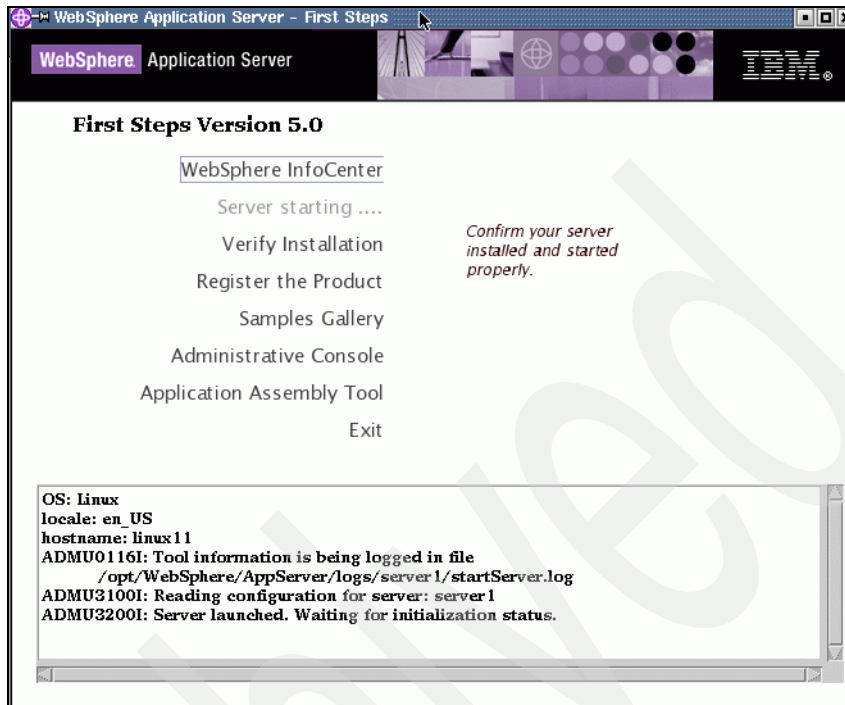 WebSphere Application Server - First Steps
WebSphere. Application Server
IBM®
First Steps Version 5.0
WebSphere InfoCenter
Server starting ....
Verify Installation
Confirm your server
installed and started
properly.
Register the Product
Samples Gallery
Administrative Console
Application Assembly Tool
Exit
OS: Linux
locale: en_US
hostname: linux11
ADMU0116I: Tool information is being logged in file
/opt/WebSphere/AppServer/logs/server1/startServer.log
ADMU3100I: Reading configuration for server: server1
ADMU3200I: Server launched. Waiting for initialization status.